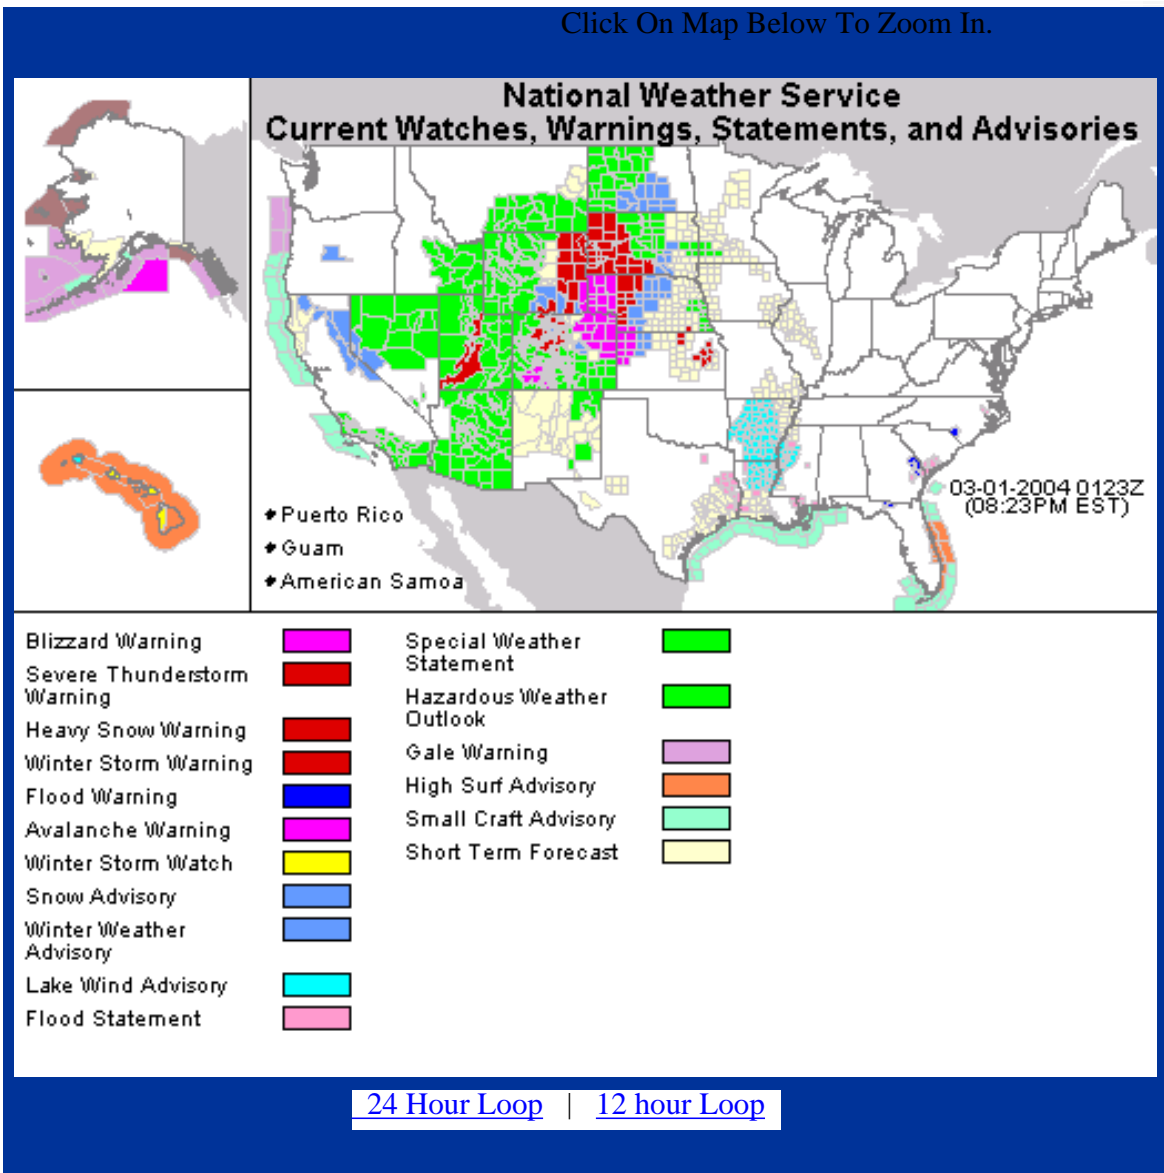 Click On Map Below To Zoom In.
National Weather Service
Current Watches, Warnings, Statements, and Advisories
03-01-2004 0123Z
(08:23PM EST)
Puerto Rico
Guam
American Samoa
Blizzard Warning
Severe Thunderstorm
Warning
Heavy Snow Warning
Winter Storm Warning
Flood Warning
Avalanche Warning
Winter Storm Watch
Snow Advisory
Winter Weather
Advisory
Lake Wind Advisory
Flood Statement
Special Weather
Statement
Hazardous Weather
Outlook
Gale Warning
High Surf Advisory
Small Craft Advisory
Short Term Forecast
24 Hour Loop | 12 hour Loop